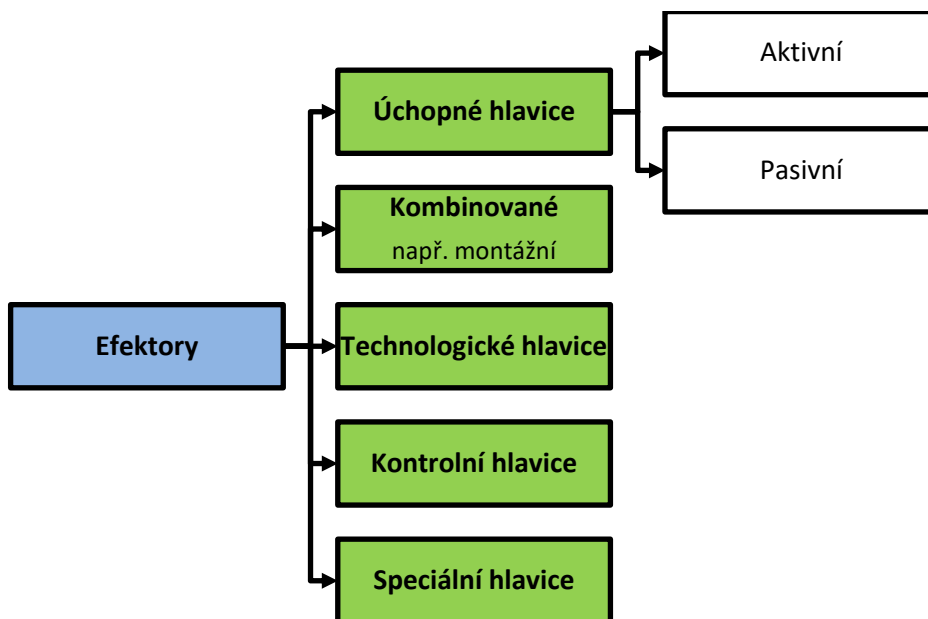 Efektory
Úchopné hlavice
Aktivní
Pasivní
Kombinované
např. montážní
Technologické hlavice
Kontrolní hlavice
Speciální hlavice